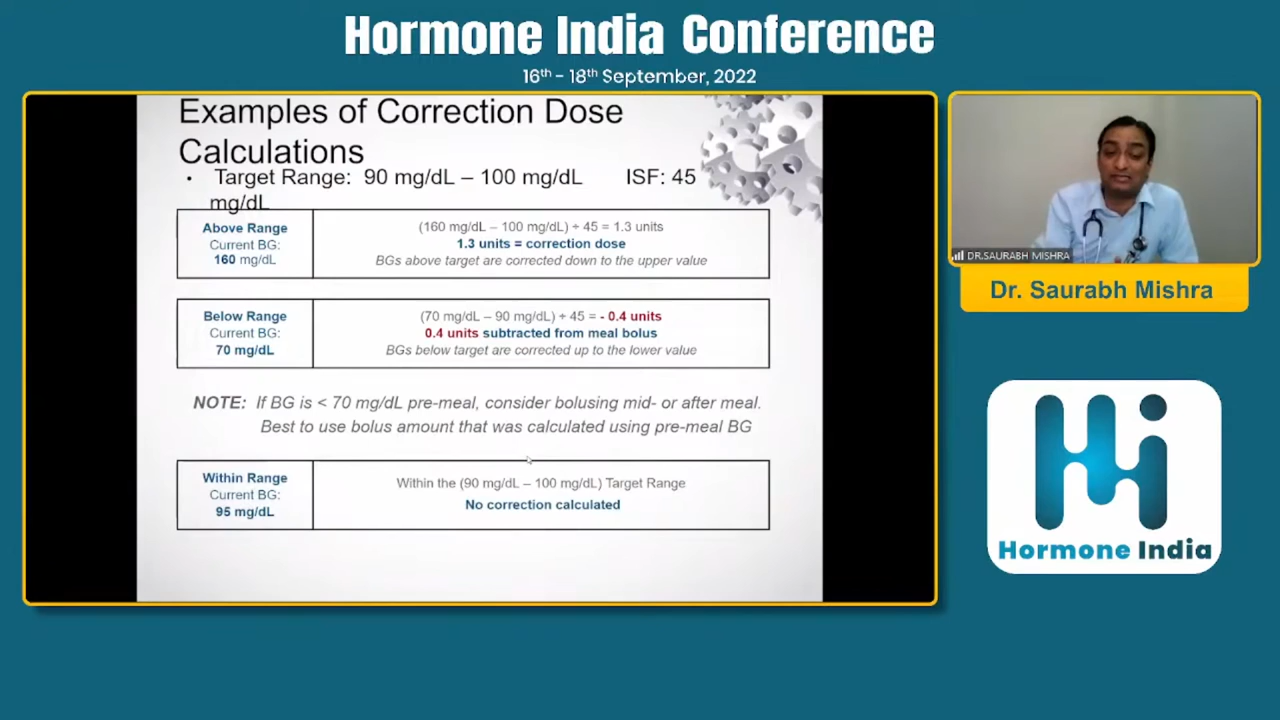 Hormone India Conference
16th - 18th September, 2022
Examples of Correction Dose
Calculations
• Target Range: 90 mg/dL – 100 mg/dL ISF: 45
mg/dL
Above Range
Current BG:
160 mg/dL
(160 mg/dL – 100 mg/dL) ÷ 45 = 1.3 units
1.3 units = correction dose
BGs above target are corrected down to the upper value
Below Range
Current BG:
70 mg/dL
(70 mg/dL – 90 mg/dL) ÷ 45 = - 0.4 units
0.4 units subtracted from meal bolus
BGs below target are corrected up to the lower value
NOTE: If BG is < 70 mg/dL pre-meal, consider bolusing mid- or after meal.
Best to use bolus amount that was calculated using pre-meal BG
Within Range
Current BG:
95 mg/dL
Within the (90 mg/dL – 100 mg/dL) Target Range
No correction calculated
DR.SAURABH MISHRA
Dr. Saurabh Mishra
Hormone India